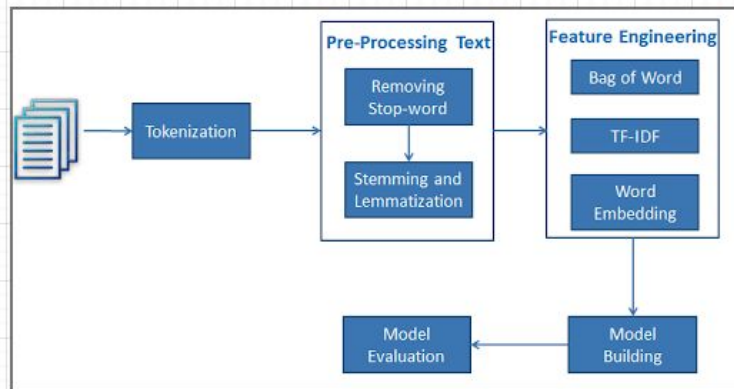 Pre-Processing Text
Feature Engineering
Removing
Stop-word
Bag of Word
Tokenization
TF-IDF
Stemming and
Lemmatization
Word
Embedding
Model
Evaluation
Model
Building